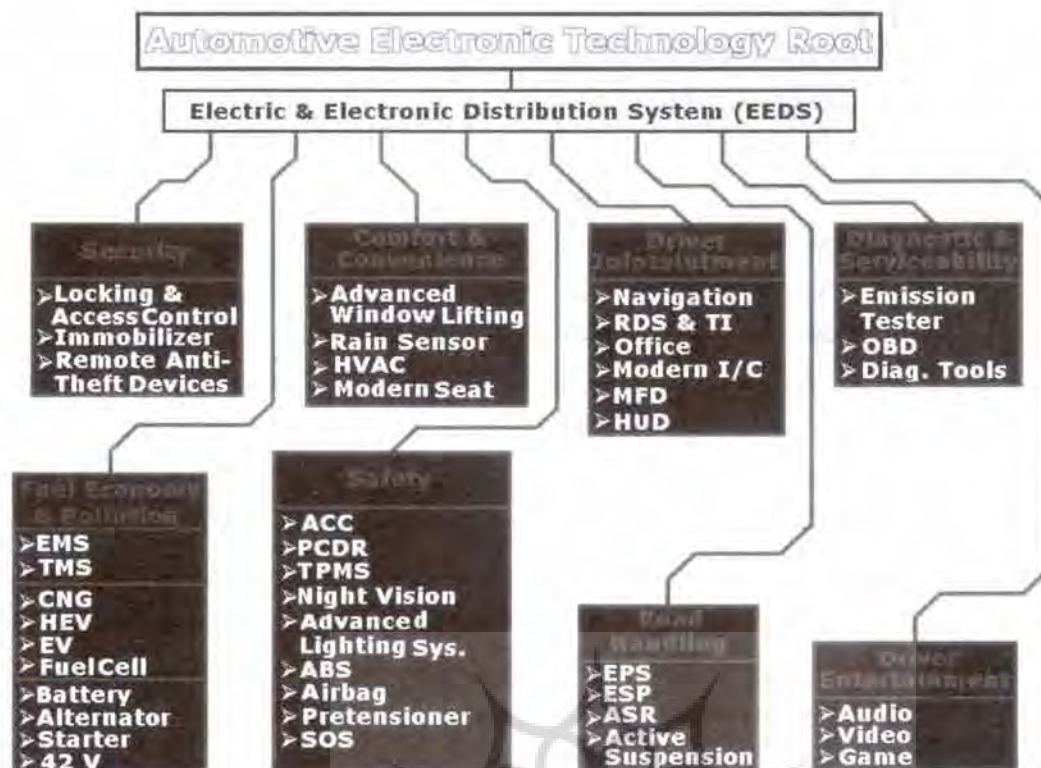 Automotive Electronic Technology Root
Electric & Electronic Distribution System (EEDS)
Security
➢Locking &
AccessControl
➢Immobilizer
➢Remote Anti-
Theft Devices
Comfort &
Convenience
➢Advanced
Window Lifting
➢Rain Sensor
➢HVAC
➢Modern Seat
Driver
➢Navigation
➢RDS & TI
➢Office
➢Modern I/C
➢MFD
➢HUD
Diagnostic &
Serviceability
➢Emission
Tester
➢OBD
➢Diag. Tools
Fuel Economy
& Pollution
➢EMS
➢TMS
➢CNG
➢HEV
➢EV
➢FuelCell
➢Battery
➢Alternator
➢Starter
➢42 V
Safety
➢ACC
➢PCDR
➢TPMS
➢Night Vision
➢Advanced
Lighting Sys.
➢ABS
➢Airbag
➢Pretensioner
➢SOS
Road
Handling
➢EPS
➢ESP
➢ASR
➢Active
Suspension
Driver
Entertainment
➢Audio
➢Video
➢Game